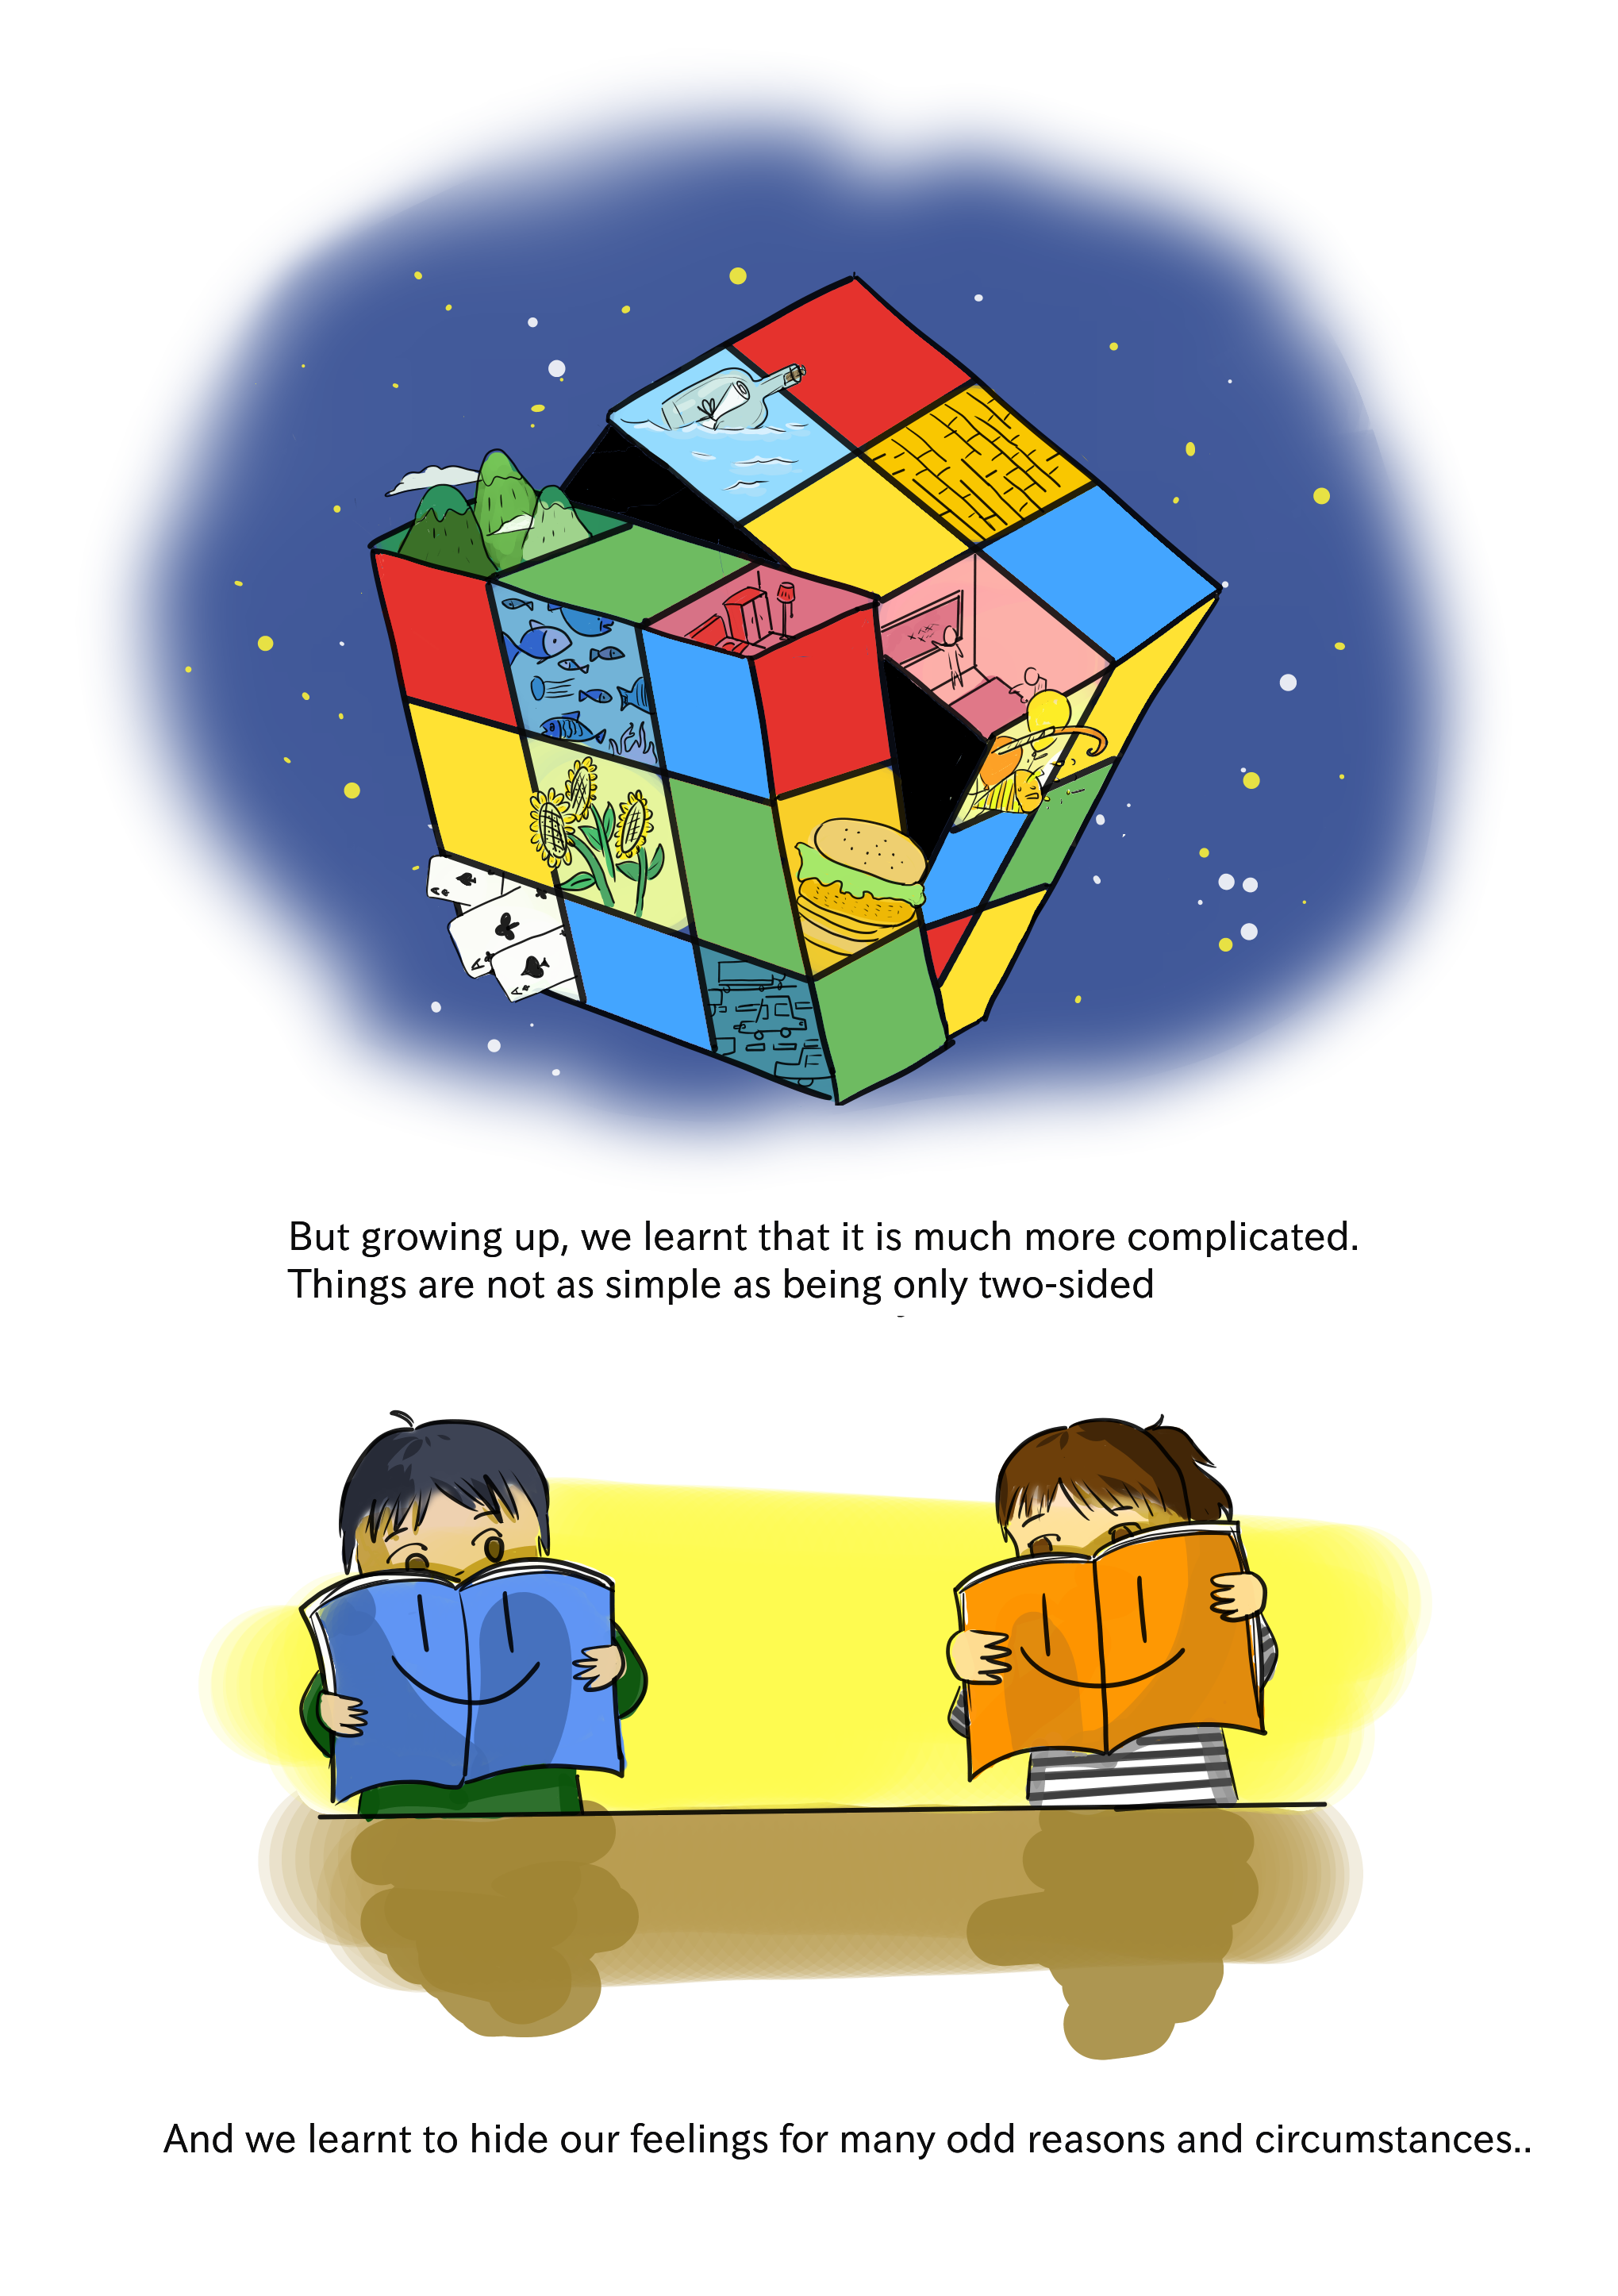 But growing up, we learnt that it is much more complicated.
Things are not as simple as being only two-sided
And we learnt to hide our feelings for many odd reasons and circumstances..